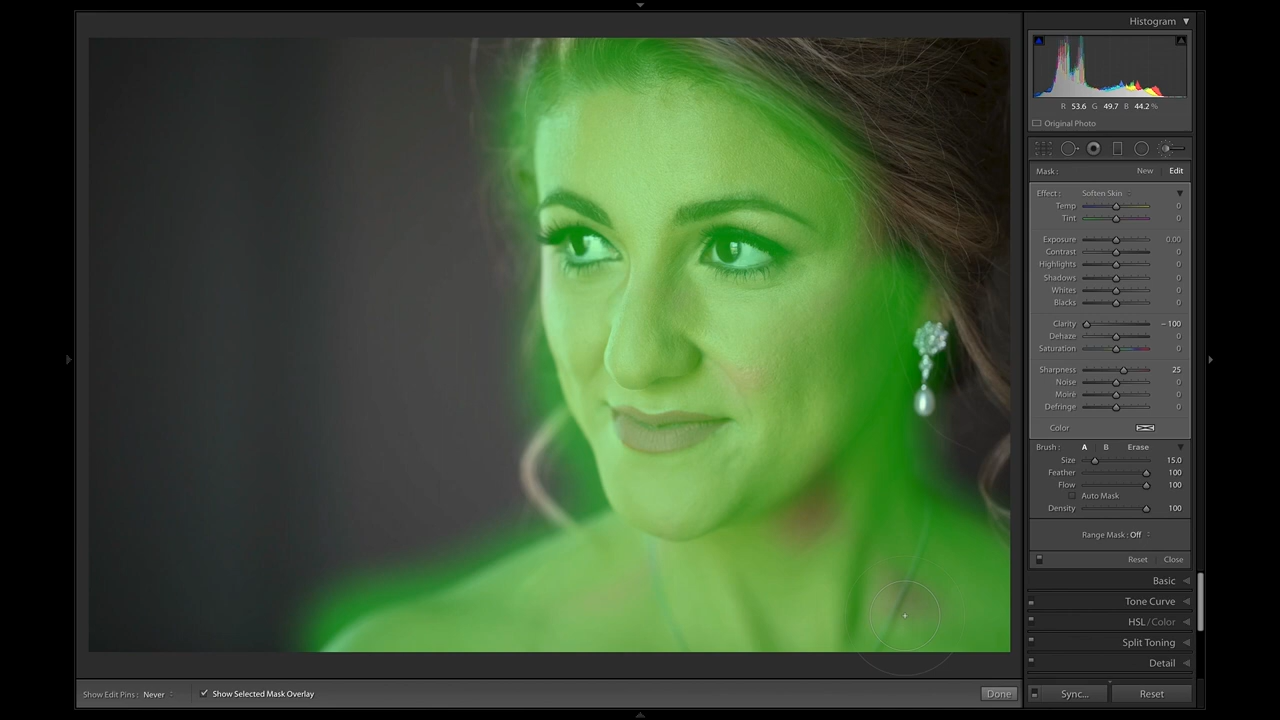 Histogram
R 53.6 G 49.7 B 44.2 %
Original Photo
Mask : New Edit
Effect : Soften Skin
Temp 0
Tint 0
Exposure 0.00
Contrast 0
Highlights 0
Shadows 0
Whites 0
Blacks 0
Clarity – 100
Dehaze 0
Saturation 0
Sharpness 25
Noise 0
Moiré 0
Defringe 0
Color
Brush : A B Erase
Size 15.0
Feather 100
Flow 100
Auto Mask
Density 100
Range Mask : Off
Reset Close
Basic
Tone Curve
HSL / Color
Split Toning
Detail
Show Edit Pins : Never Show Selected Mask Overlay Done Sync... Reset